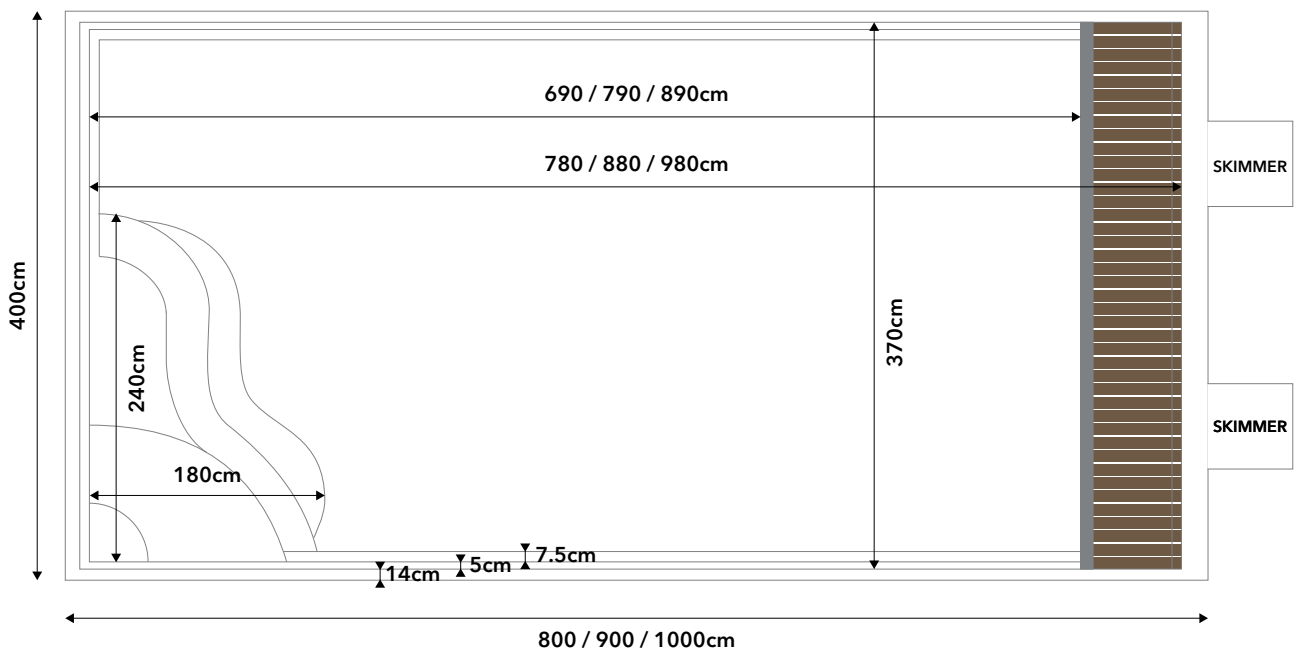 690 / 790 / 890cm
780 / 880 / 980cm
SKIMMER
400cm
370cm
240cm
SKIMMER
180cm
7.5cm
5cm
14cm
800 / 900 / 1000cm